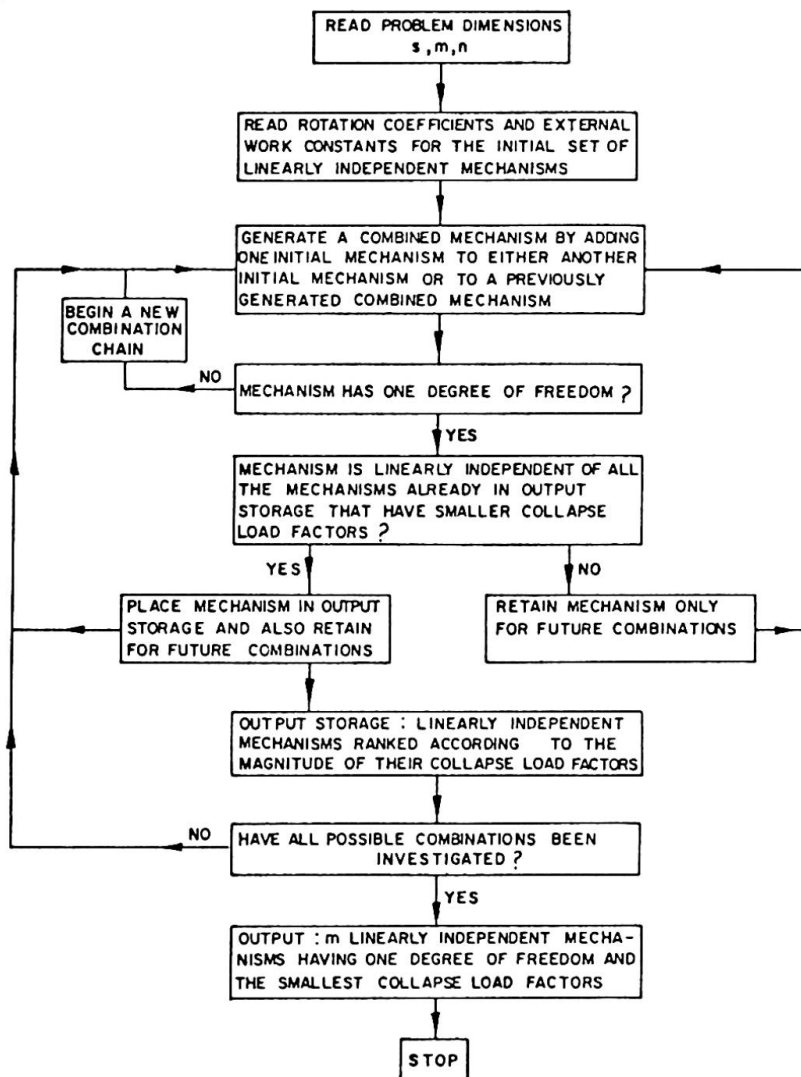 READ PROBLEM DIMENSIONS
s, m, n
READ ROTATION COEFFICIENTS AND EXTERNAL
WORK CONSTANTS FOR THE INITIAL SET OF
LINEARLY INDEPENDENT MECHANISMS
GENERATE A COMBINED MECHANISM BY ADDING
ONE INITIAL MECHANISM TO EITHER ANOTHER
INITIAL MECHANISM OR TO A PREVIOUSLY
GENERATED COMBINED MECHANISM
BEGIN A NEW
COMBINATION
CHAIN
NO
MECHANISM HAS ONE DEGREE OF FREEDOM ?
YES
MECHANISM IS LINEARLY INDEPENDENT OF ALL
THE MECHANISMS ALREADY IN OUTPUT
STORAGE THAT HAVE SMALLER COLLAPSE
LOAD FACTORS ?
YES
NO
PLACE MECHANISM IN OUTPUT
STORAGE AND ALSO RETAIN
FOR FUTURE COMBINATIONS
RETAIN MECHANISM ONLY
FOR FUTURE COMBINATIONS
OUTPUT STORAGE : LINEARLY INDEPENDENT
MECHANISMS RANKED ACCORDING TO THE
MAGNITUDE OF THEIR COLLAPSE LOAD FACTORS
NO
HAVE ALL POSSIBLE COMBINATIONS BEEN
INVESTIGATED ?
YES
OUTPUT : m LINEARLY INDEPENDENT MECHA-
NISMS HAVING ONE DEGREE OF FREEDOM AND
THE SMALLEST COLLAPSE LOAD FACTORS
STOP